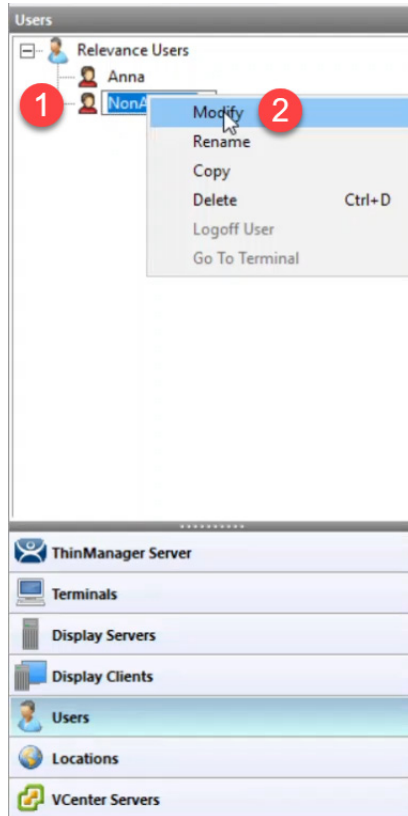 Users
Relevance Users
Anna
1 NonA
Modify 2
Rename
Copy
Delete Ctrl+D
Logoff User
Go To Terminal
ThinManager Server
Terminals
Display Servers
Display Clients
Users
Locations
VCenter Servers